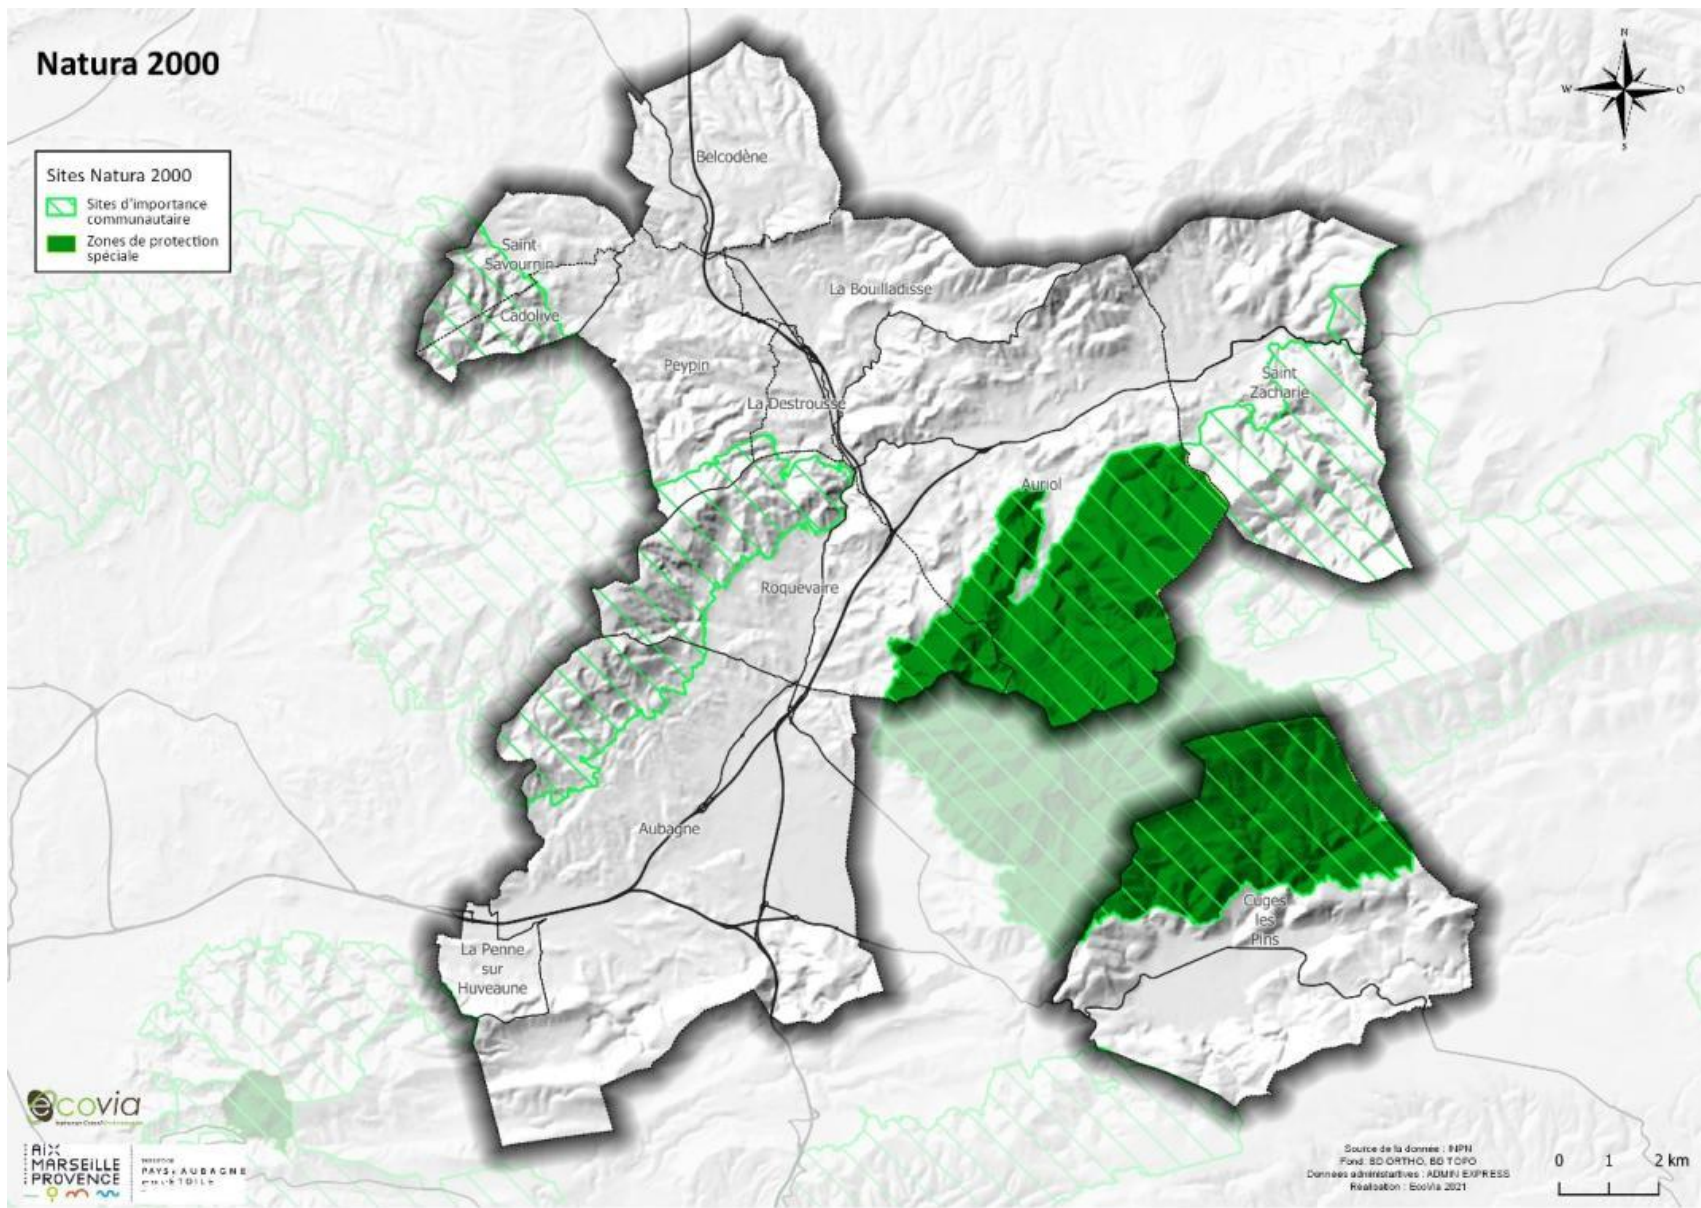 Natura 2000
N
W
O
S
Sites Natura 2000
Sites d'importance
communautaire
Zones de protection
spéciale
Belcodène
Saint
Savournin
Cadolive
La Bouilladisse
Peypin
La Destrousse
Saint
Zacharie
Auriol
Roquevaire
Aubagne
Cuges
les
Pins
La Penne
sur
Huveaune
écovia
AIX
MARSEILLE
PROVENCE
PAYS D'AUBAGNE
Source de la donnée : INPN
Fond: BD ORTHO, BD TOPO
Données administratives : ADMIN EXPRESS
Réalisation : EcoVia 2021
0 1 2 km